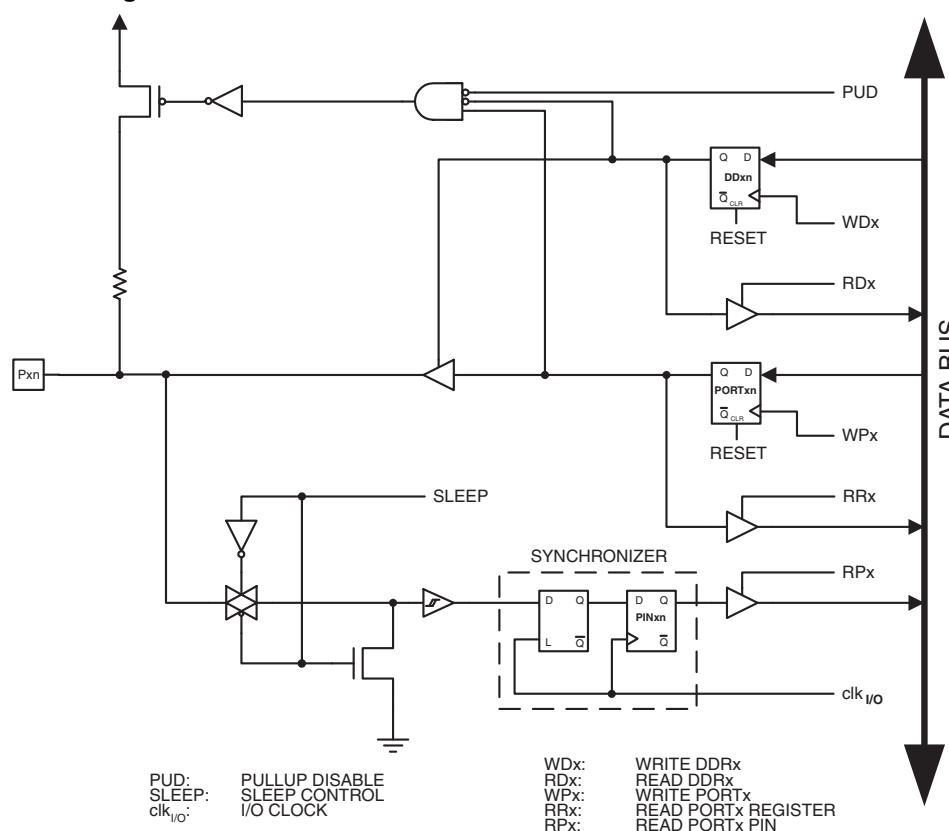 PUD
Q D
DDxn
Q CLR
WDx
RESET
RDx
Pxn
Q D
PORTxn
Q CLR
WPx
RESET
SLEEP
RRx
SYNCHRONIZER
RPx
D Q
L Q
D Q
PINxn
Q
clk I/O
DATA BUS
PUD: PULLUP DISABLE
SLEEP: SLEEP CONTROL
clkI/O: I/O CLOCK
WDx: WRITE DDRx
RDx: READ DDRx
WPx: WRITE PORTx
RRx: READ PORTx REGISTER
RPx: READ PORTx PIN